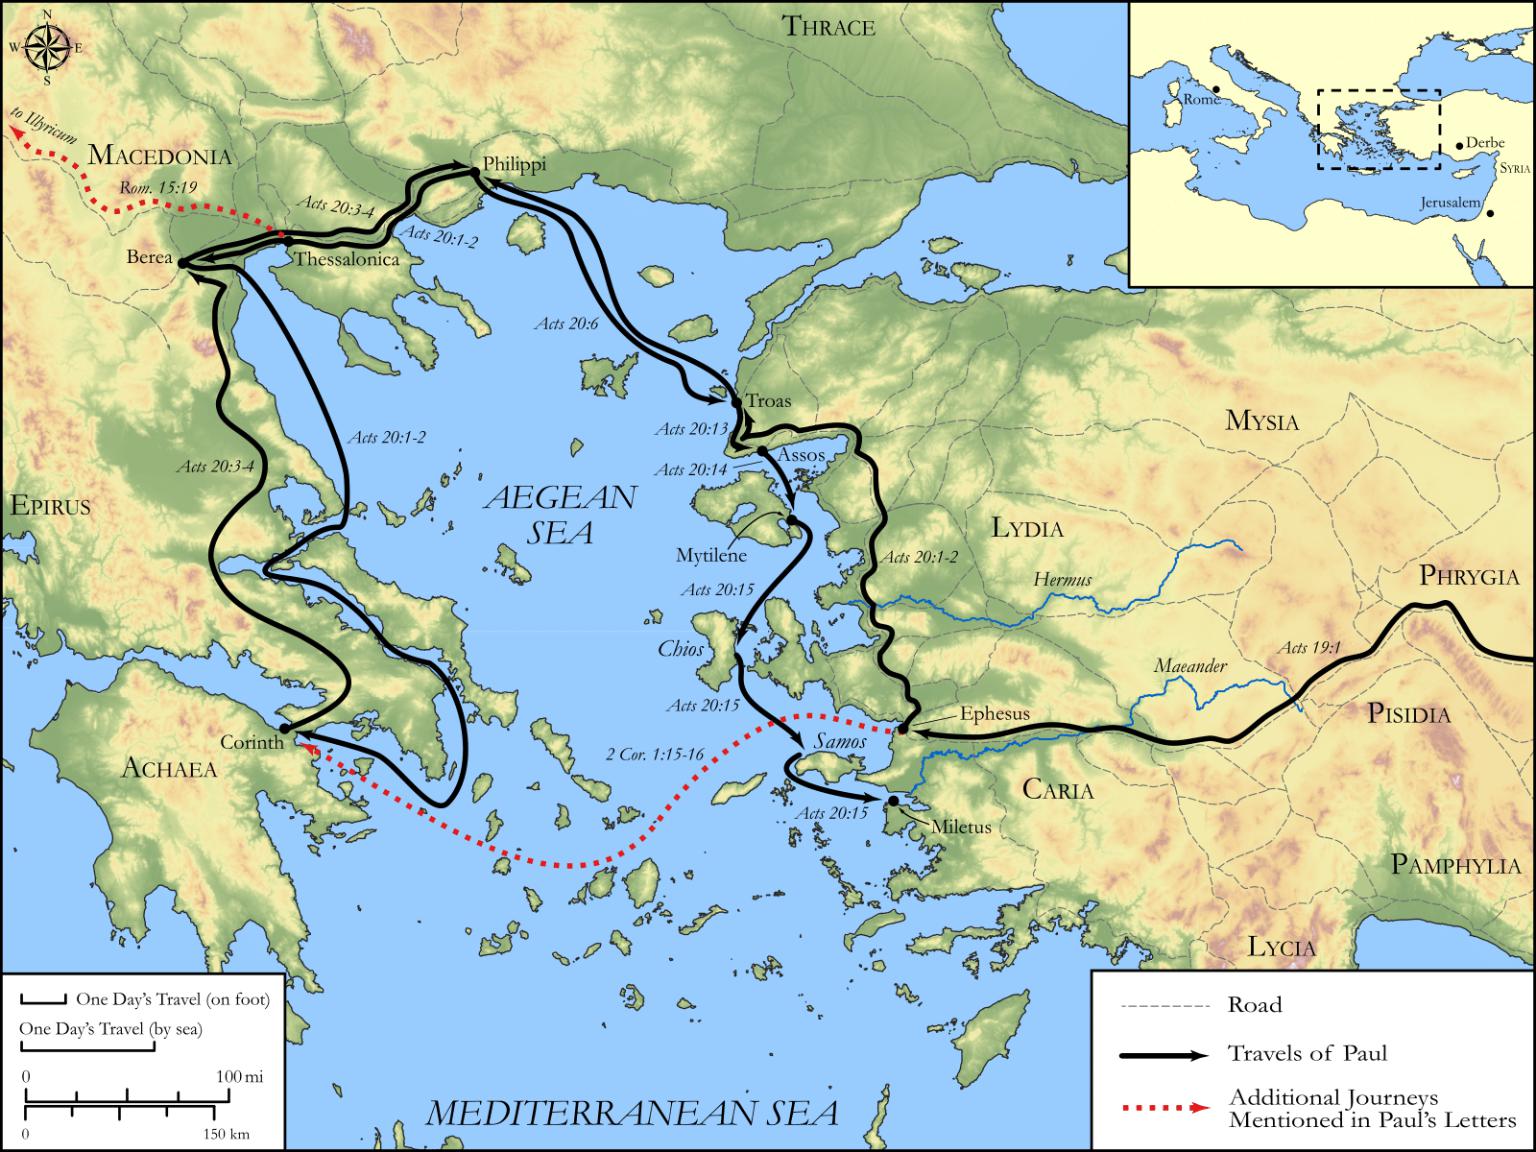 N
W
E
S
THRACE
Rome
Derbe
SYRIA
Jerusalem
to Illyricum
MACEDONIA
Rom. 15:19
Philippi
Acts 20:3-4
Acts 20:1-2
Berea
Thessalonica
Acts 20:6
Troas
Acts 20:13
MYSIA
Acts 20:1-2
Assos
Acts 20:3-4
Acts 20:14
EPIRUS
AEGEAN
SEA
LYDIA
Mytilene
Acts 20:1-2
Hermus
PHRYGIA
Acts 20:15
Chios
Acts 19:1
Maeander
Acts 20:15
Ephesus
PISIDIA
Corinth
Samos
2 Cor. 1:15-16
ACHAEA
CARIA
Acts 20:15
Miletus
PAMPHYLIA
LYCIA
One Day's Travel (on foot)
One Day's Travel (by sea)
0
100 mi
0
150 km
MEDITERRANEAN SEA
Road
Travels of Paul
Additional Journeys
Mentioned in Paul's Letters